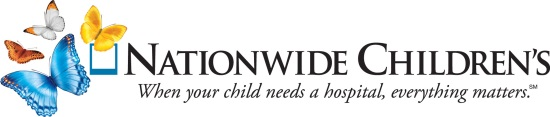 NATIONWIDE CHILDREN'S
When your child needs a hospital, everything matters.℠